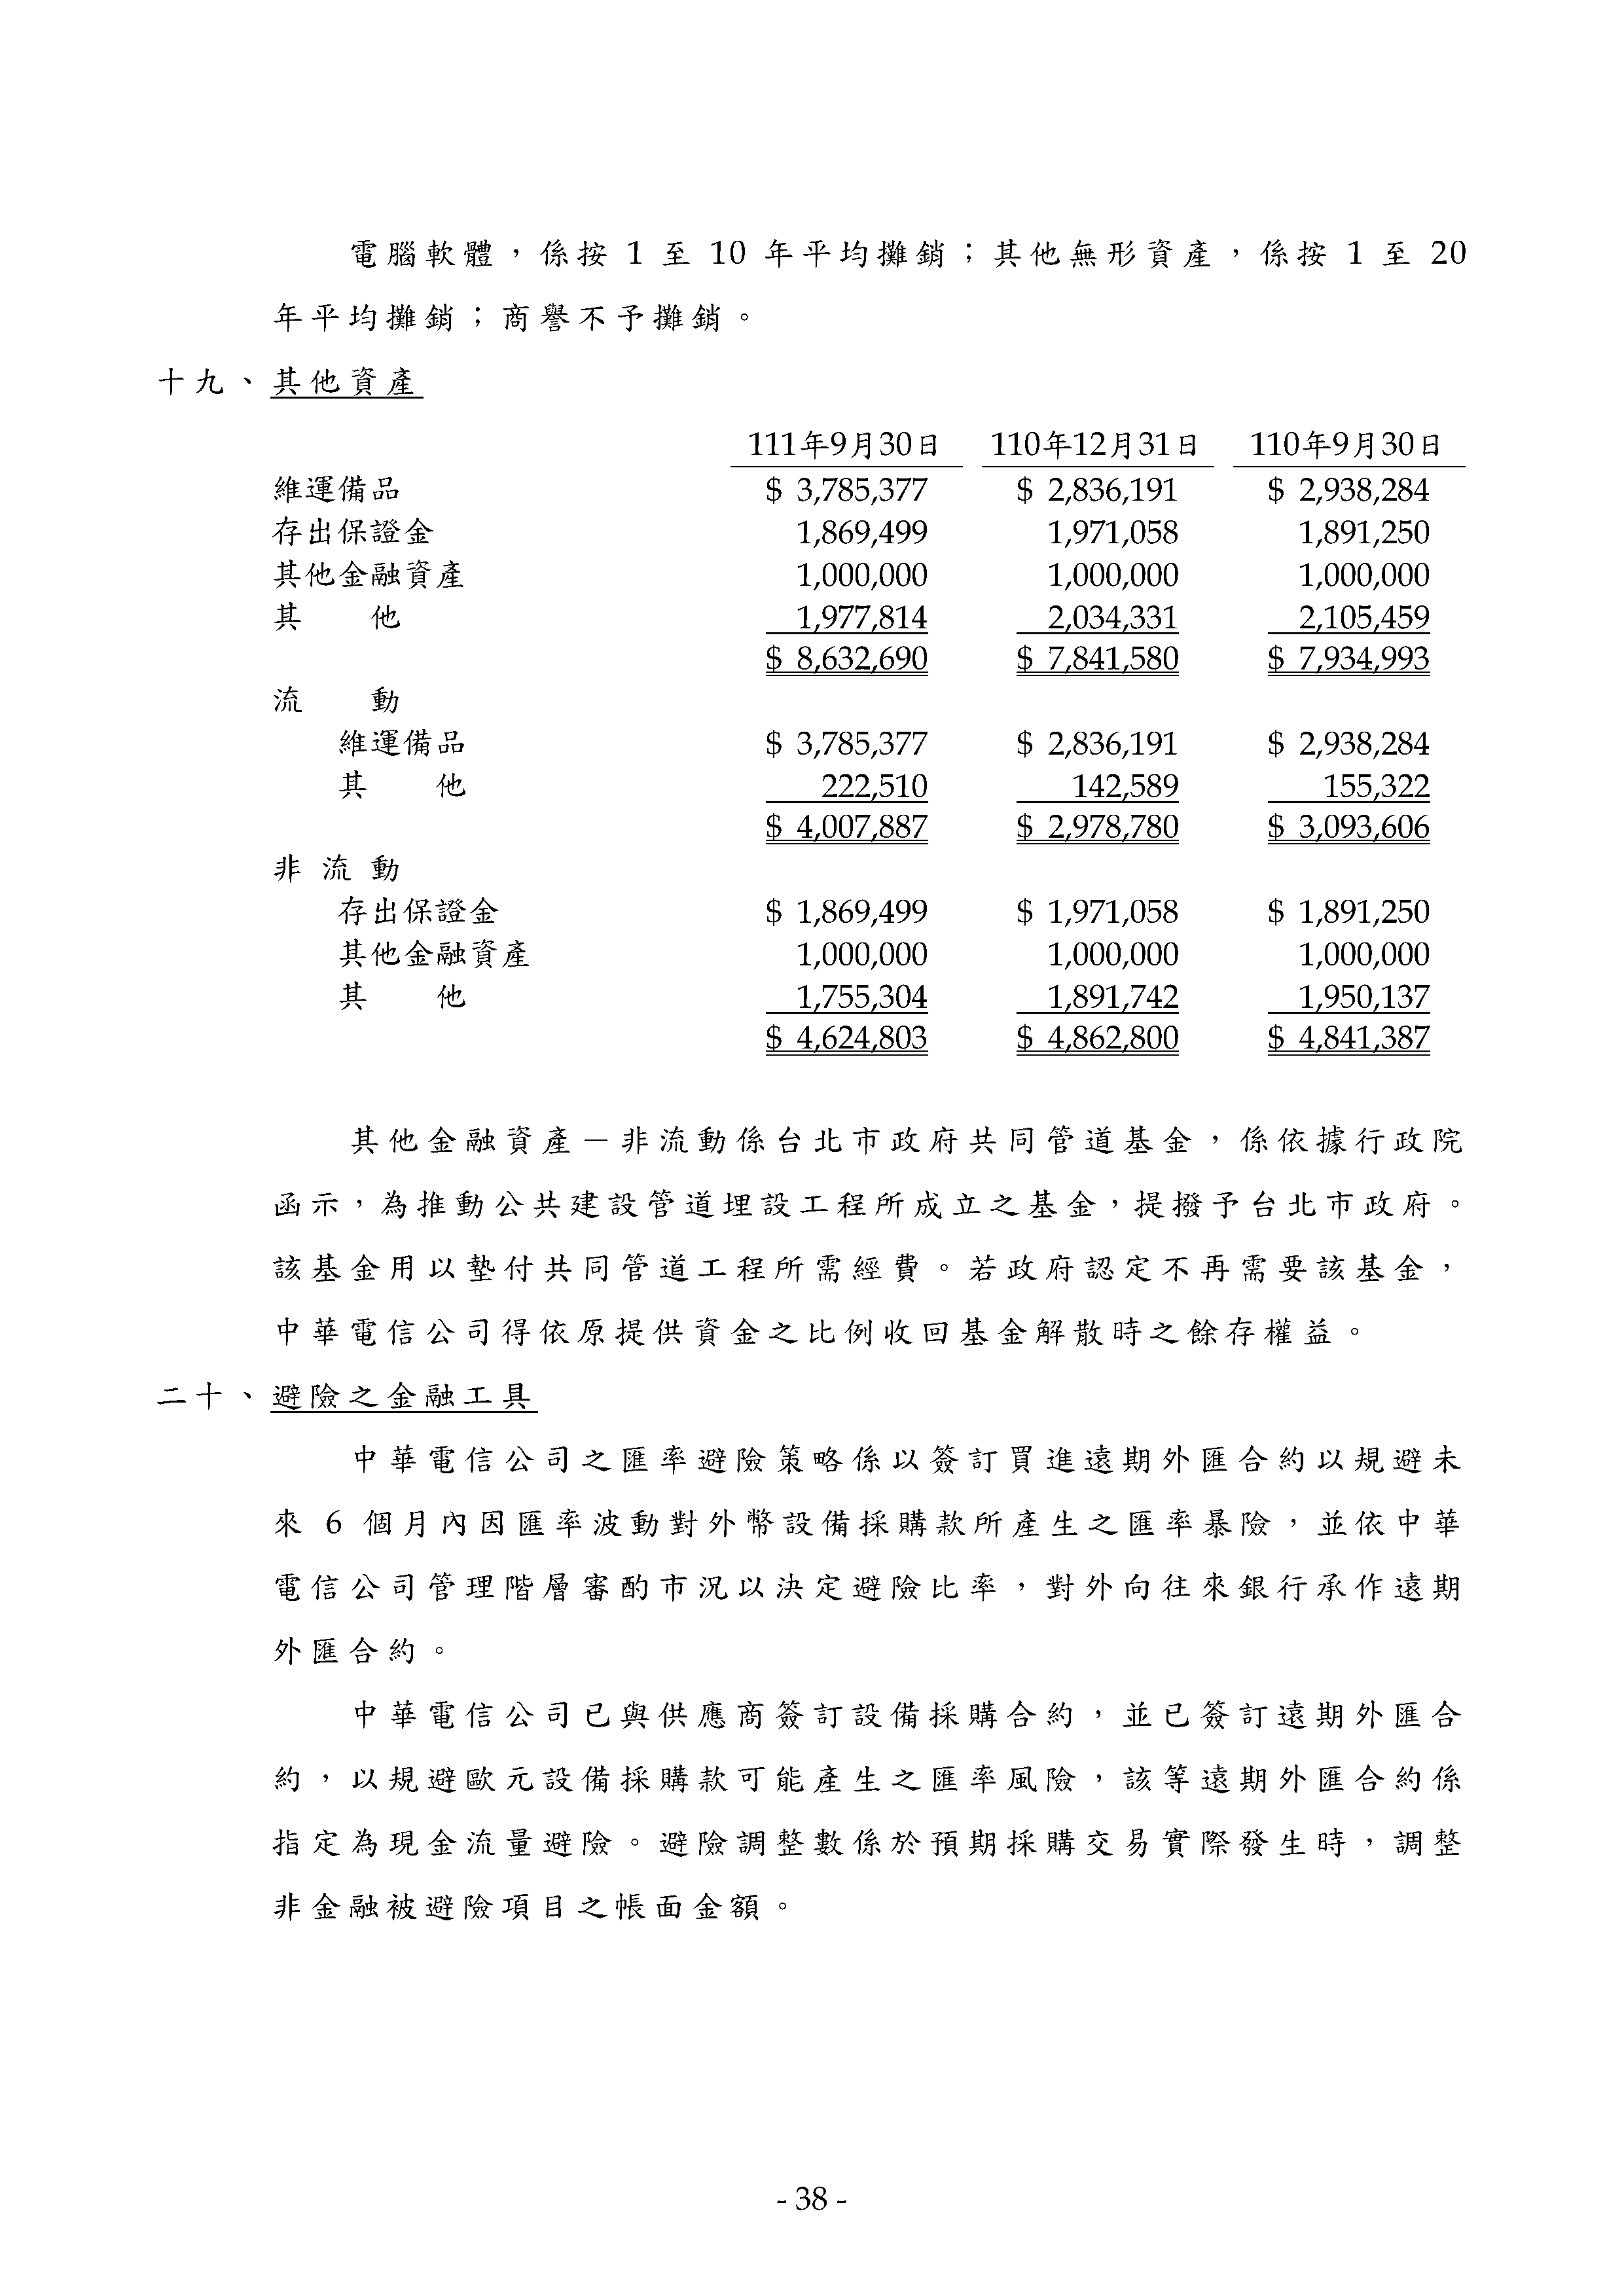 電腦軟體，係按 1 至 10 年平均攤銷；其他無形資產，係按 1 至 20
年平均攤銷；商譽不予攤銷。
十九、其他資產
111年9月30日 110年12月31日 110年9月30日
維運備品 $ 3,785,377 $ 2,836,191 $ 2,938,284
存出保證金 1,869,499 1,971,058 1,891,250
其他金融資產 1,000,000 1,000,000 1,000,000
其 他 1,977,814 2,034,331 2,105,459
$ 8,632,690 $ 7,841,580 $ 7,934,993
流 動
維運備品 $ 3,785,377 $ 2,836,191 $ 2,938,284
其 他 222,510 142,589 155,322
$ 4,007,887 $ 2,978,780 $ 3,093,606
非 流 動
存出保證金 $ 1,869,499 $ 1,971,058 $ 1,891,250
其他金融資產 1,000,000 1,000,000 1,000,000
其 他 1,755,304 1,891,742 1,950,137
$ 4,624,803 $ 4,862,800 $ 4,841,387
其他金融資產－非流動係台北市政府共同管道基金，係依據行政院
函示，為推動公共建設管道埋設工程所成立之基金，提撥予台北市政府。
該基金用以墊付共同管道工程所需經費。若政府認定不再需要該基金，
中華電信公司得依原提供資金之比例收回基金解散時之餘存權益。
二十、避險之金融工具
中華電信公司之匯率避險策略係以簽訂買進遠期外匯合約以規避未
來 6 個月內因匯率波動對外幣設備採購款所產生之匯率暴險，並依中華
電信公司管理階層審酌市況以決定避險比率，對外向往來銀行承作遠期
外匯合約。
中華電信公司已與供應商簽訂設備採購合約，並已簽訂遠期外匯合
約，以規避歐元設備採購款可能產生之匯率風險，該等遠期外匯合約係
指定為現金流量避險。避險調整數係於預期採購交易實際發生時，調整
非金融被避險項目之帳面金額。
- 38 -